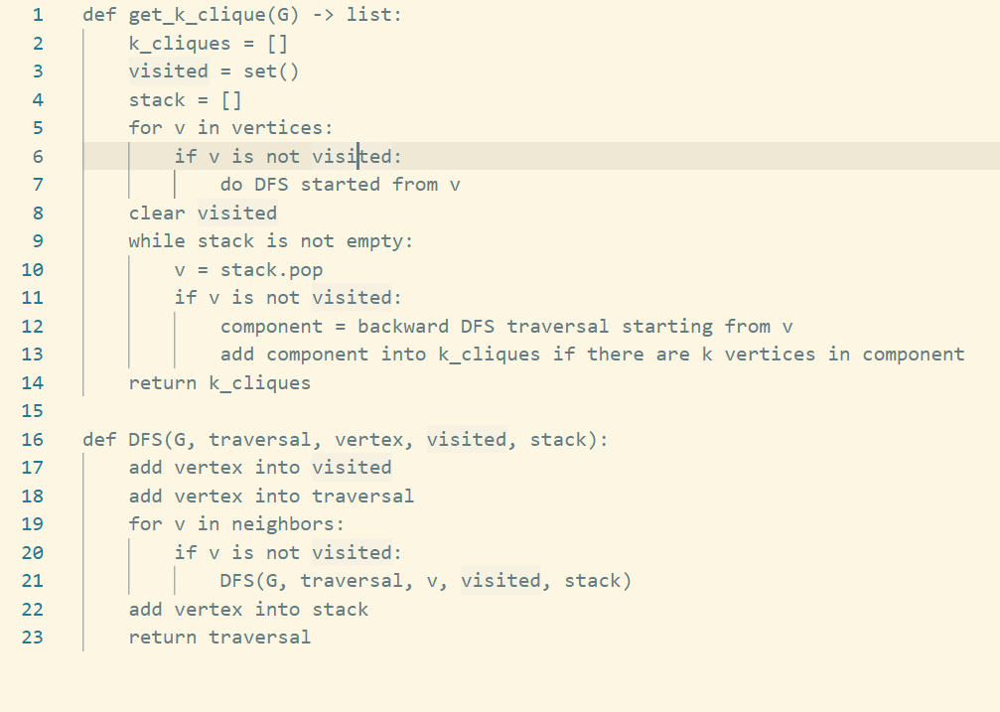 1 def get_k_clique(G) -> list:
2     k_cliques = []
3     visited = set()
4     stack = []
5     for v in vertices:
6         if v is not visited:
7             do DFS started from v
8     clear visited
9     while stack is not empty:
10         v = stack.pop
11         if v is not visited:
12             component = backward DFS traversal starting from v
13             add component into k_cliques if there are k vertices in component
14     return k_cliques
15
16 def DFS(G, traversal, vertex, visited, stack):
17     add vertex into visited
18     add vertex into traversal
19     for v in neighbors:
20         if v is not visited:
21             DFS(G, traversal, v, visited, stack)
22     add vertex into stack
23     return traversal